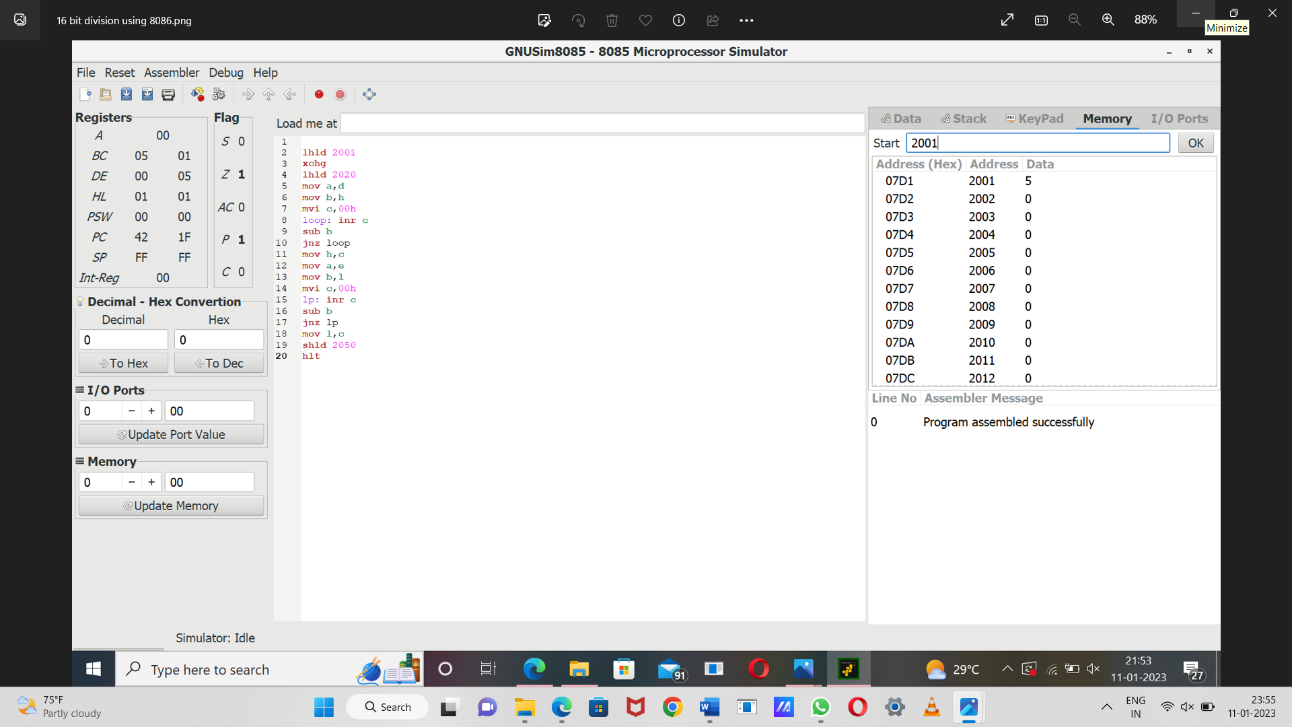 16 bit division using 8086.png
88%
Minimize
GNUSim8085 - 8085 Microprocessor Simulator
File Reset Assembler Debug Help
Registers
A 00
BC 05 01
DE 00 05
HL 01 01
PSW 00 00
PC 42 1F
SP FF FF
Int-Reg 00
Flag
S 0
Z 1
AC 0
P 1
C 0
Decimal - Hex Convertion
Decimal Hex
0 0
To Hex To Dec
I/O Ports
0 - + 00
Update Port Value
Memory
0 - + 00
Update Memory
Load me at
1
2 lhld 2001
3 xchg
4 lhld 2020
5 mov a,d
6 mov b,h
7 mvi c,00h
8 loop: inr c
9 sub b
10 jnz loop
11 mov h,c
12 mov a,e
13 mov b,l
14 mvi c,00h
15 lp: inr c
16 sub b
17 jnz lp
18 mov l,c
19 shld 2050
20 hlt
Data Stack KeyPad Memory I/O Ports
Start 2001 OK
Address (Hex) Address Data
07D1 2001 5
07D2 2002 0
07D3 2003 0
07D4 2004 0
07D5 2005 0
07D6 2006 0
07D7 2007 0
07D8 2008 0
07D9 2009 0
07DA 2010 0
07DB 2011 0
07DC 2012 0
Line No Assembler Message
0 Program assembled successfully
Simulator: Idle
Type here to search
91
29°C
21:53
11-01-2023
27
75°F
Partly cloudy
Search
ENG
IN
23:55
11-01-2023